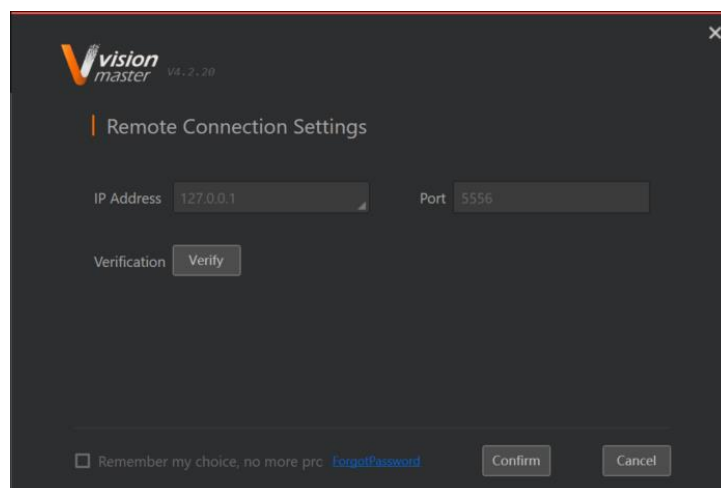 vision
master V4.2.20
Remote Connection Settings
IP Address 127.0.0.1 Port 5556
Verification Verify
Remember my choice, no more prc ForgotPassword Confirm Cancel